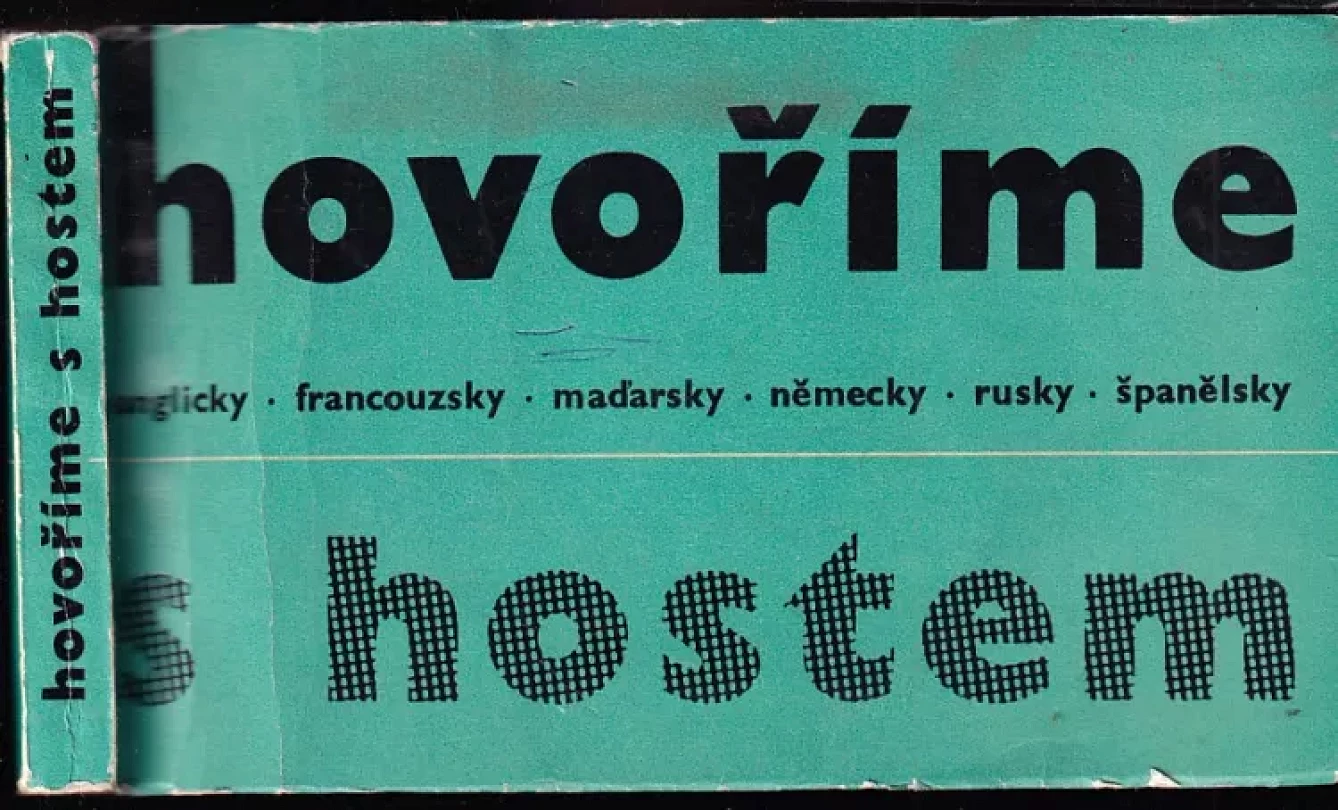 hovoříme s hostem
hovoříme
anglicky · francouzsky · maďarsky · německy · rusky · španělsky
s hostem